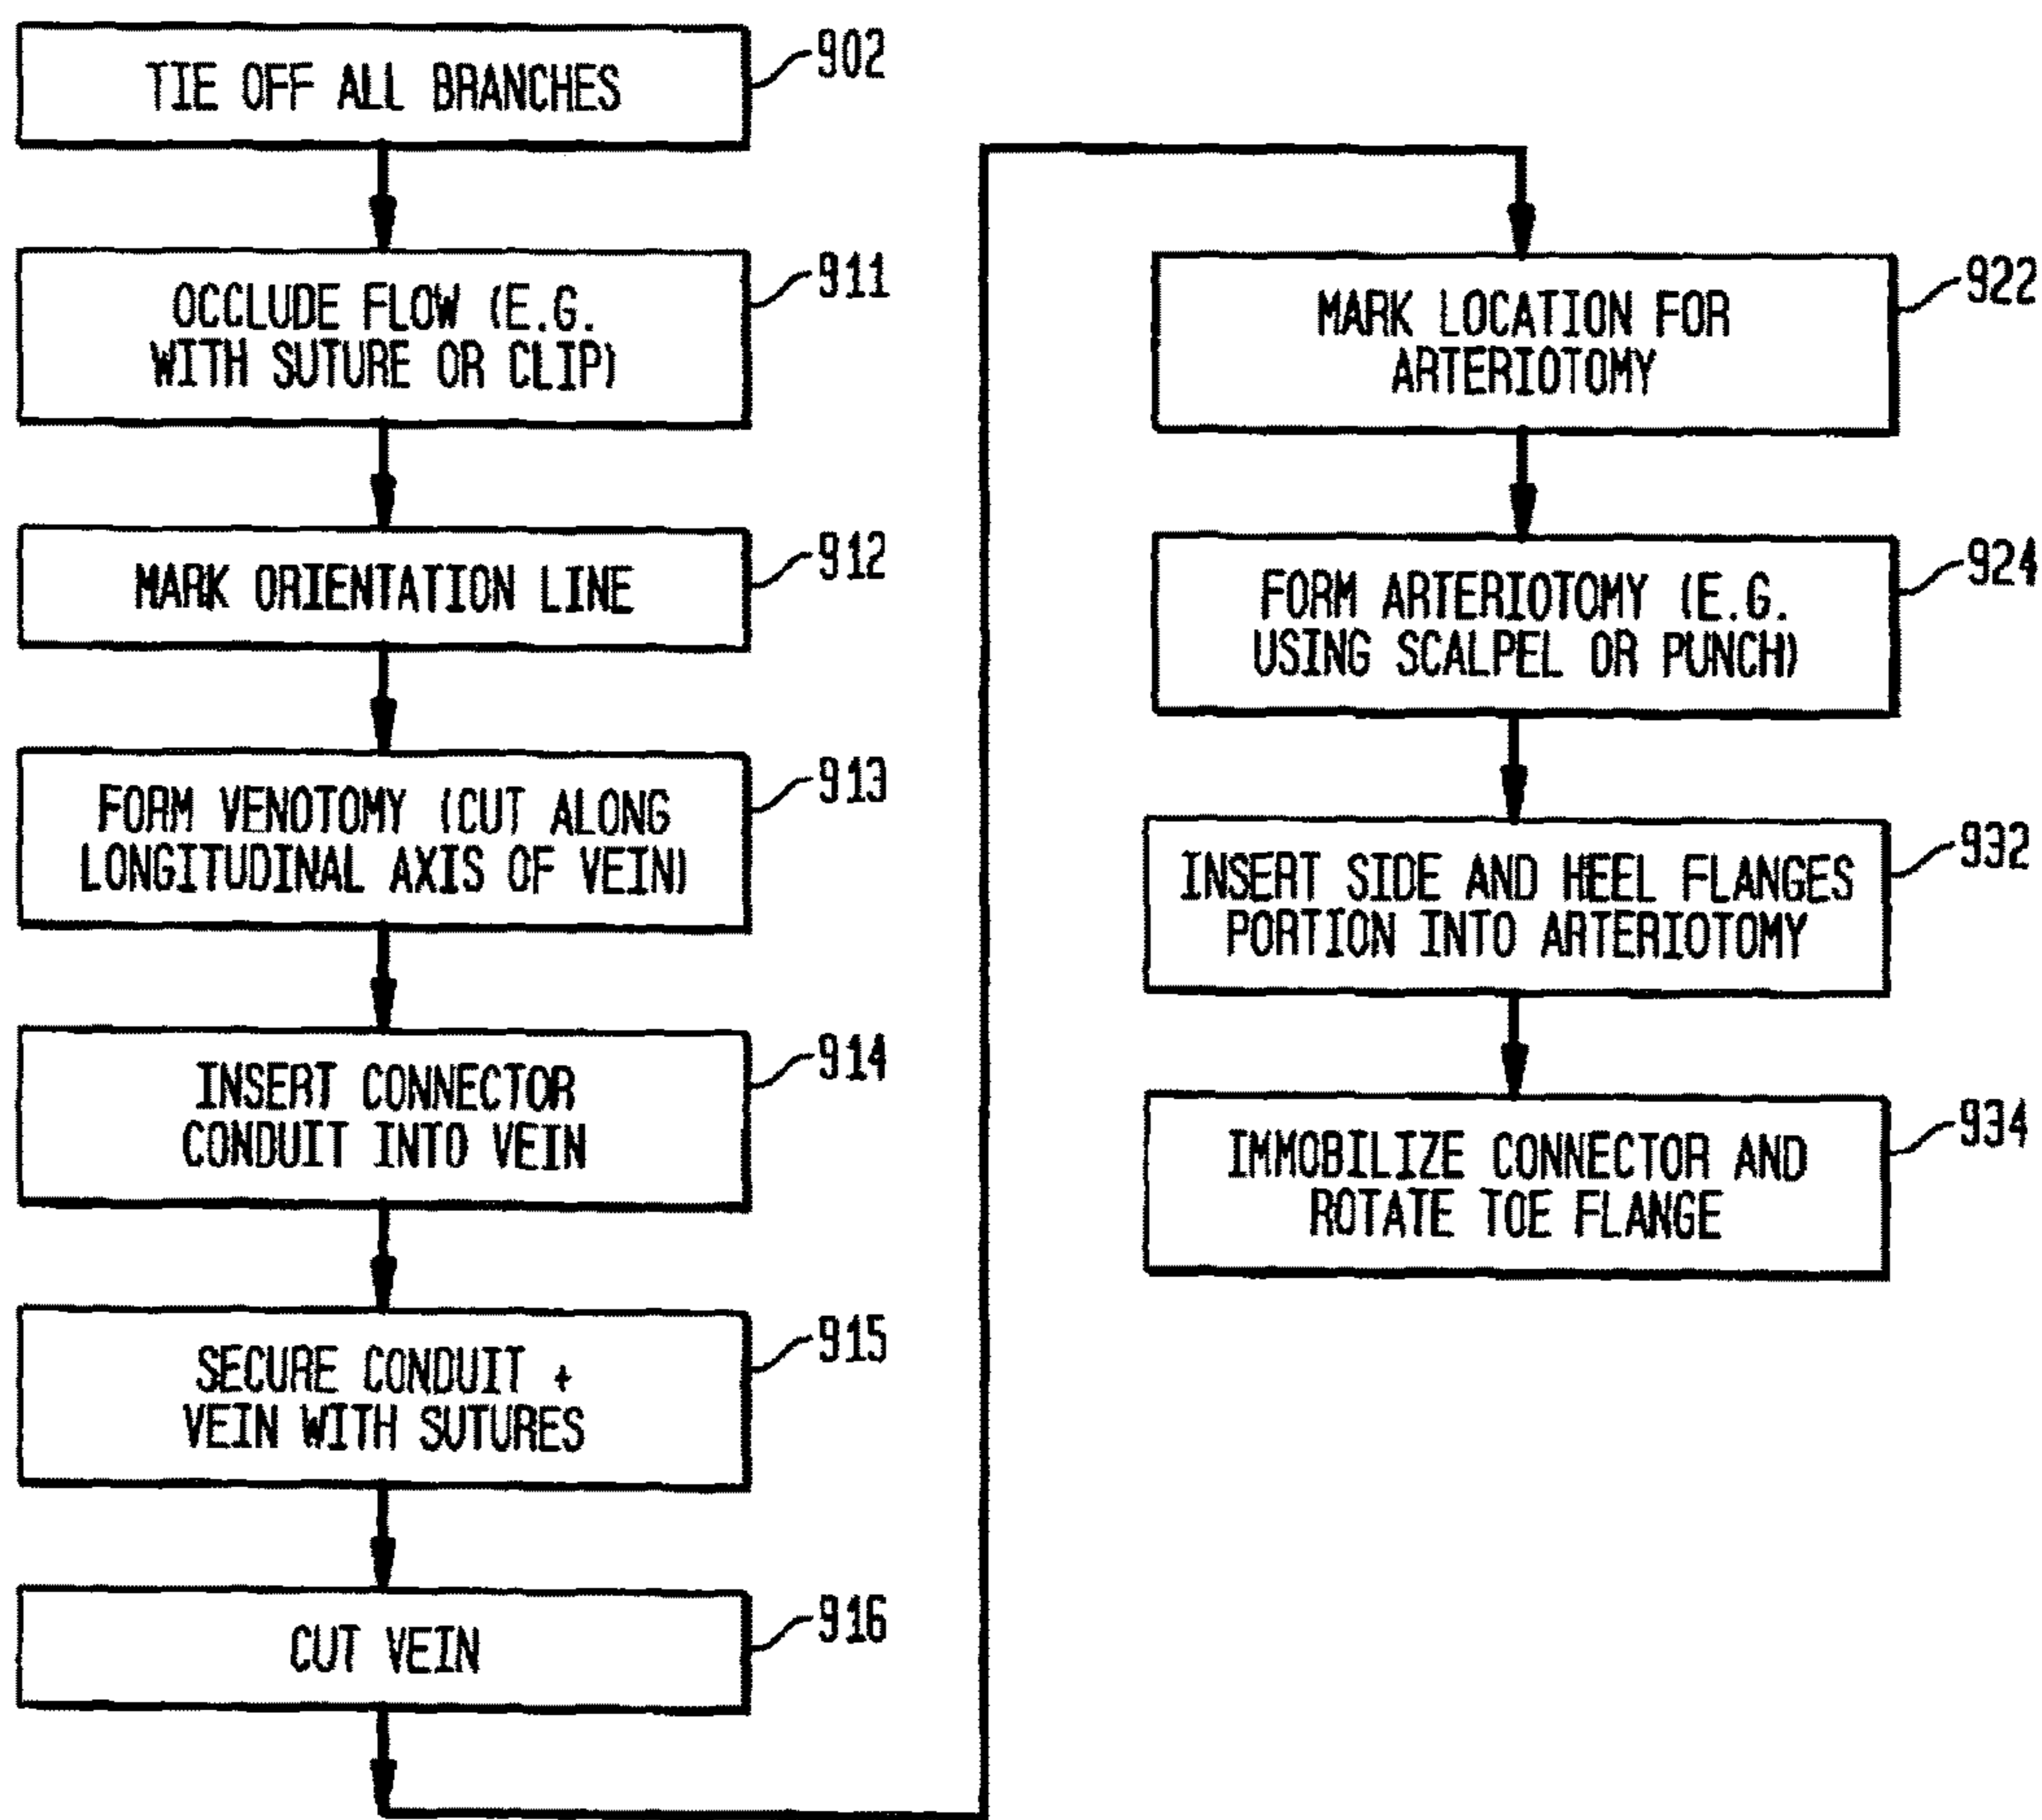 TIE OFF ALL BRANCHES
902
OCCLUDE FLOW (E.G.
WITH SUTURE OR CLIP)
911
MARK ORIENTATION LINE
912
FORM VENOTOMY (CUT ALONG
LONGITUDINAL AXIS OF VEIN)
913
INSERT CONNECTOR
CONDUIT INTO VEIN
914
SECURE CONDUIT +
VEIN WITH SUTURES
915
CUT VEIN
916
MARK LOCATION FOR
ARTERIOTOMY
922
FORM ARTERIOTOMY (E.G.
USING SCALPEL OR PUNCH)
924
INSERT SIDE AND HEEL FLANGES
PORTION INTO ARTERIOTOMY
932
IMMOBILIZE CONNECTOR AND
ROTATE TOE FLANGE
934